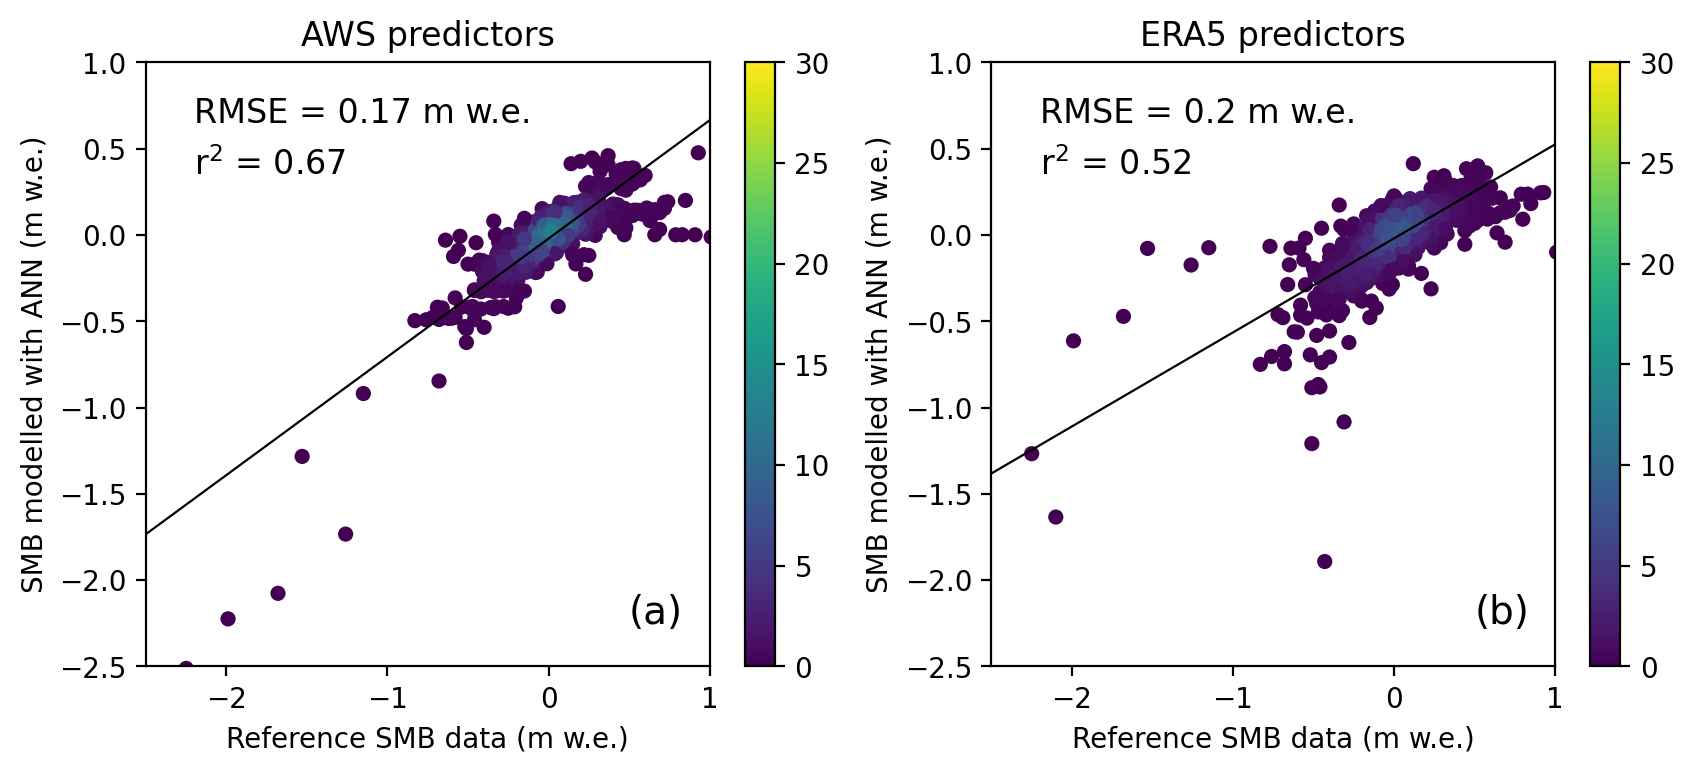 AWS predictors
1.0
0.5
0.0
−0.5
−1.0
−1.5
−2.0
−2.5
SMB modelled with ANN (m w.e.)
RMSE = 0.17 m w.e.
r² = 0.67
(a)
−2 −1 0 1
Reference SMB data (m w.e.)
30
25
20
15
10
5
0
ERA5 predictors
1.0
0.5
0.0
−0.5
−1.0
−1.5
−2.0
−2.5
SMB modelled with ANN (m w.e.)
RMSE = 0.2 m w.e.
r² = 0.52
(b)
−2 −1 0 1
Reference SMB data (m w.e.)
30
25
20
15
10
5
0